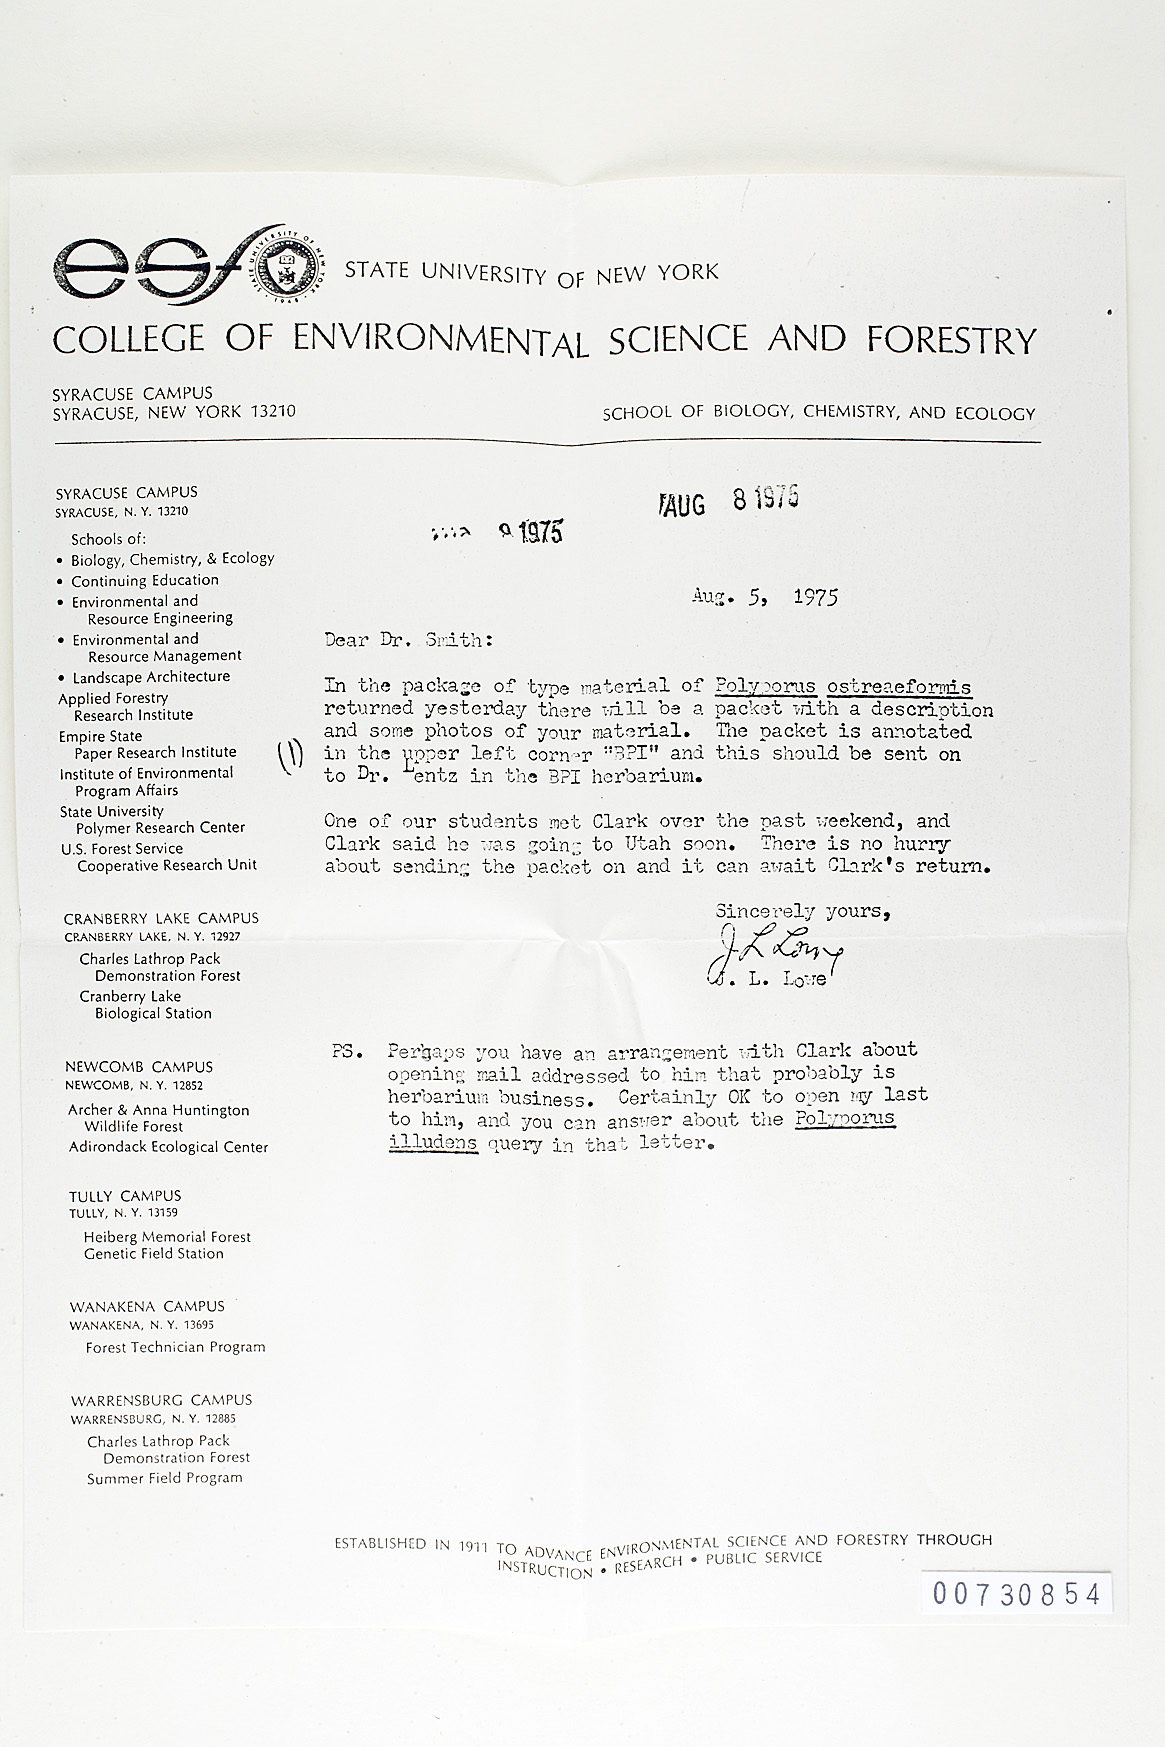 esf
STATE UNIVERSITY OF NEW YORK
STATE UNIVERSITY OF NEW YORK
1948
COLLEGE OF ENVIRONMENTAL SCIENCE AND FORESTRY
SYRACUSE CAMPUS
SYRACUSE, NEW YORK 13210
SCHOOL OF BIOLOGY, CHEMISTRY, AND ECOLOGY
SYRACUSE CAMPUS
SYRACUSE, N. Y. 13210
Schools of:
• Biology, Chemistry, & Ecology
• Continuing Education
• Environmental and
Resource Engineering
• Environmental and
Resource Management
• Landscape Architecture
Applied Forestry
Research Institute
Empire State
Paper Research Institute
Institute of Environmental
Program Affairs
State University
Polymer Research Center
U.S. Forest Service
Cooperative Research Unit
CRANBERRY LAKE CAMPUS
CRANBERRY LAKE, N. Y. 12927
Charles Lathrop Pack
Demonstration Forest
Cranberry Lake
Biological Station
NEWCOMB CAMPUS
NEWCOMB, N. Y. 12852
Archer & Anna Huntington
Wildlife Forest
Adirondack Ecological Center
TULLY CAMPUS
TULLY, N. Y. 13159
Heiberg Memorial Forest
Genetic Field Station
WANAKENA CAMPUS
WANAKENA, N. Y. 13695
Forest Technician Program
WARRENSBURG CAMPUS
WARRENSBURG, N. Y. 12885
Charles Lathrop Pack
Demonstration Forest
Summer Field Program
AUG 8 1975
1975
Aug. 5, 1975
Dear Dr. Smith:
In the package of type material of Polyporus ostreaeformis
returned yesterday there will be a packet with a description
and some photos of your material. The packet is annotated
in the upper left corner "BPI" and this should be sent on
to Dr. Lentz in the BPI herbarium.
(1)
One of our students met Clark over the past weekend, and
Clark said he was going to Utah soon. There is no hurry
about sending the packet on and it can await Clark's return.
Sincerely yours,
J L Lowe
J. L. Lowe
PS. Perhaps you have an arrangement with Clark about
opening mail addressed to him that probably is
herbarium business. Certainly OK to open my last
to him, and you can answer about the Polyporus
illudens query in that letter.
ESTABLISHED IN 1911 TO ADVANCE ENVIRONMENTAL SCIENCE AND FORESTRY THROUGH
INSTRUCTION • RESEARCH • PUBLIC SERVICE
00730854